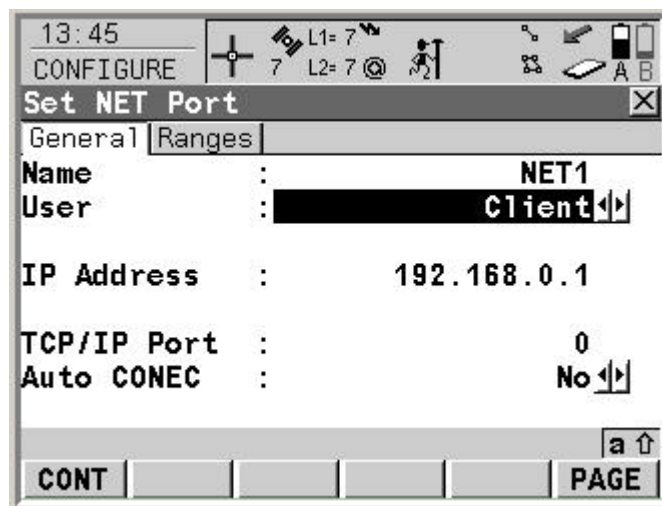 13:45
CONFIGURE
L1= 7
7 L2= 7
A B
Set NET Port
General Ranges
Name : NET1
User : Client
IP Address : 192.168.0.1
TCP/IP Port : 0
Auto CONEC : No
a
CONT PAGE